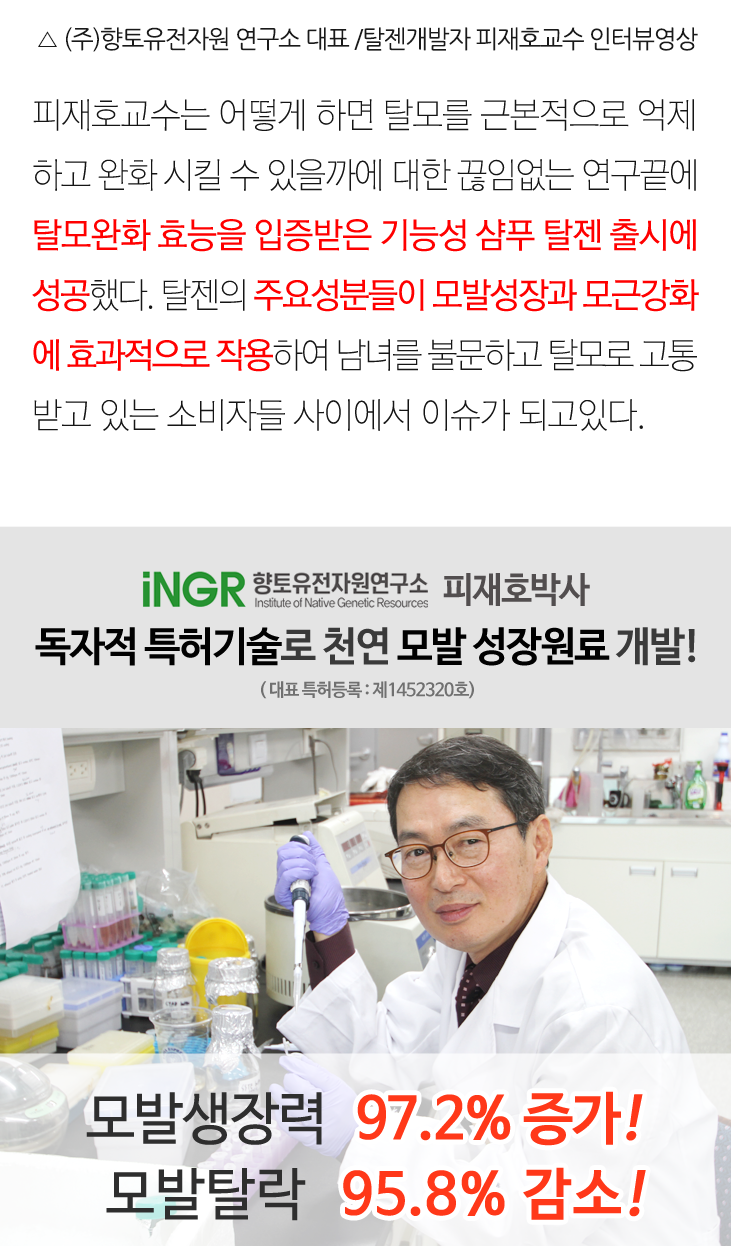 △ (주)향토유전자원 연구소 대표 /탈젠개발자 피재호교수 인터뷰영상
피재호교수는 어떻게 하면 탈모를 근본적으로 억제
하고 완화 시킬 수 있을까에 대한 끊임없는 연구끝에
탈모완화 효능을 입증받은 기능성 샴푸 탈젠 출시에
성공했다. 탈젠의 주요성분들이 모발성장과 모근강화
에 효과적으로 작용하여 남녀를 불문하고 탈모로 고통
받고 있는 소비자들 사이에서 이슈가 되고있다.
iNGR 향토유전자원연구소 피재호박사
Institute of Native Genetic Resources
독자적 특허기술로 천연 모발 성장원료 개발!
( 대표 특허등록 : 제1452320호)
모발생장력 97.2% 증가!
모발탈락 95.8% 감소!